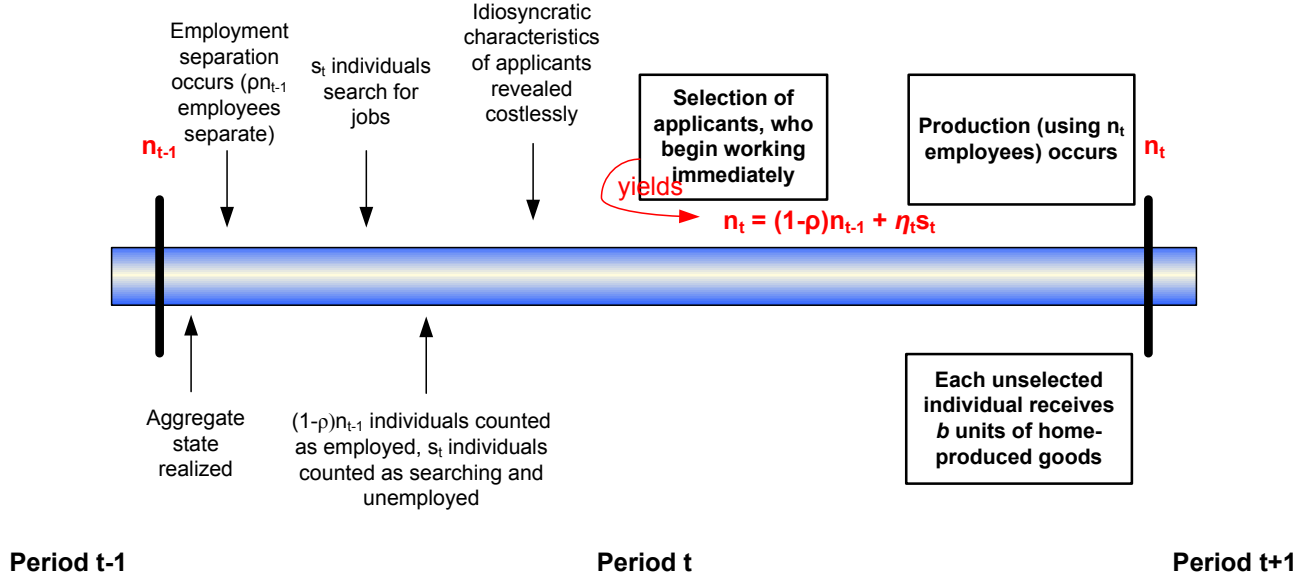 Employment
separation
occurs (ρnt-1
employees
separate)
st individuals
search for
jobs
Idiosyncratic
characteristics
of applicants
revealed
costlessly
Selection of
applicants, who
begin working
immediately
Production (using nt
employees) occurs
nt-1
nt
yields
nt = (1-ρ)nt-1 + ηtst
Aggregate
state
realized
(1-ρ)nt-1 individuals counted
as employed, st individuals
counted as searching and
unemployed
Each unselected
individual receives
b units of home-
produced goods
Period t-1
Period t
Period t+1